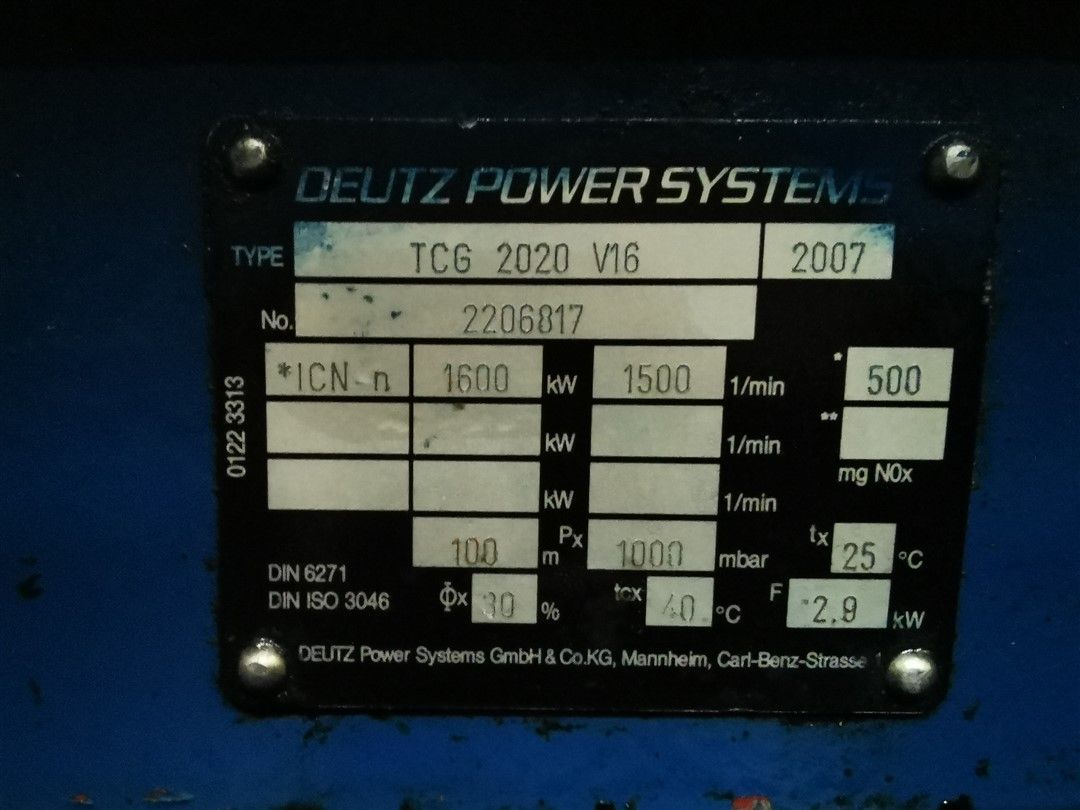 DEUTZ POWER SYSTEMS
TYPE TCG 2020 V16 2007
No. 2206817
*ICN n 1600 kW 1500 1/min * 500
kW 1/min **
mg N0x
kW 1/min
0122 3313
100 m Px 1000 mbar tx 25 °C
DIN 6271
DIN ISO 3046 Φx 30 % tcx 40 °C F 2.9 kW
DEUTZ Power Systems GmbH & Co.KG, Mannheim, Carl-Benz-Strasse 1